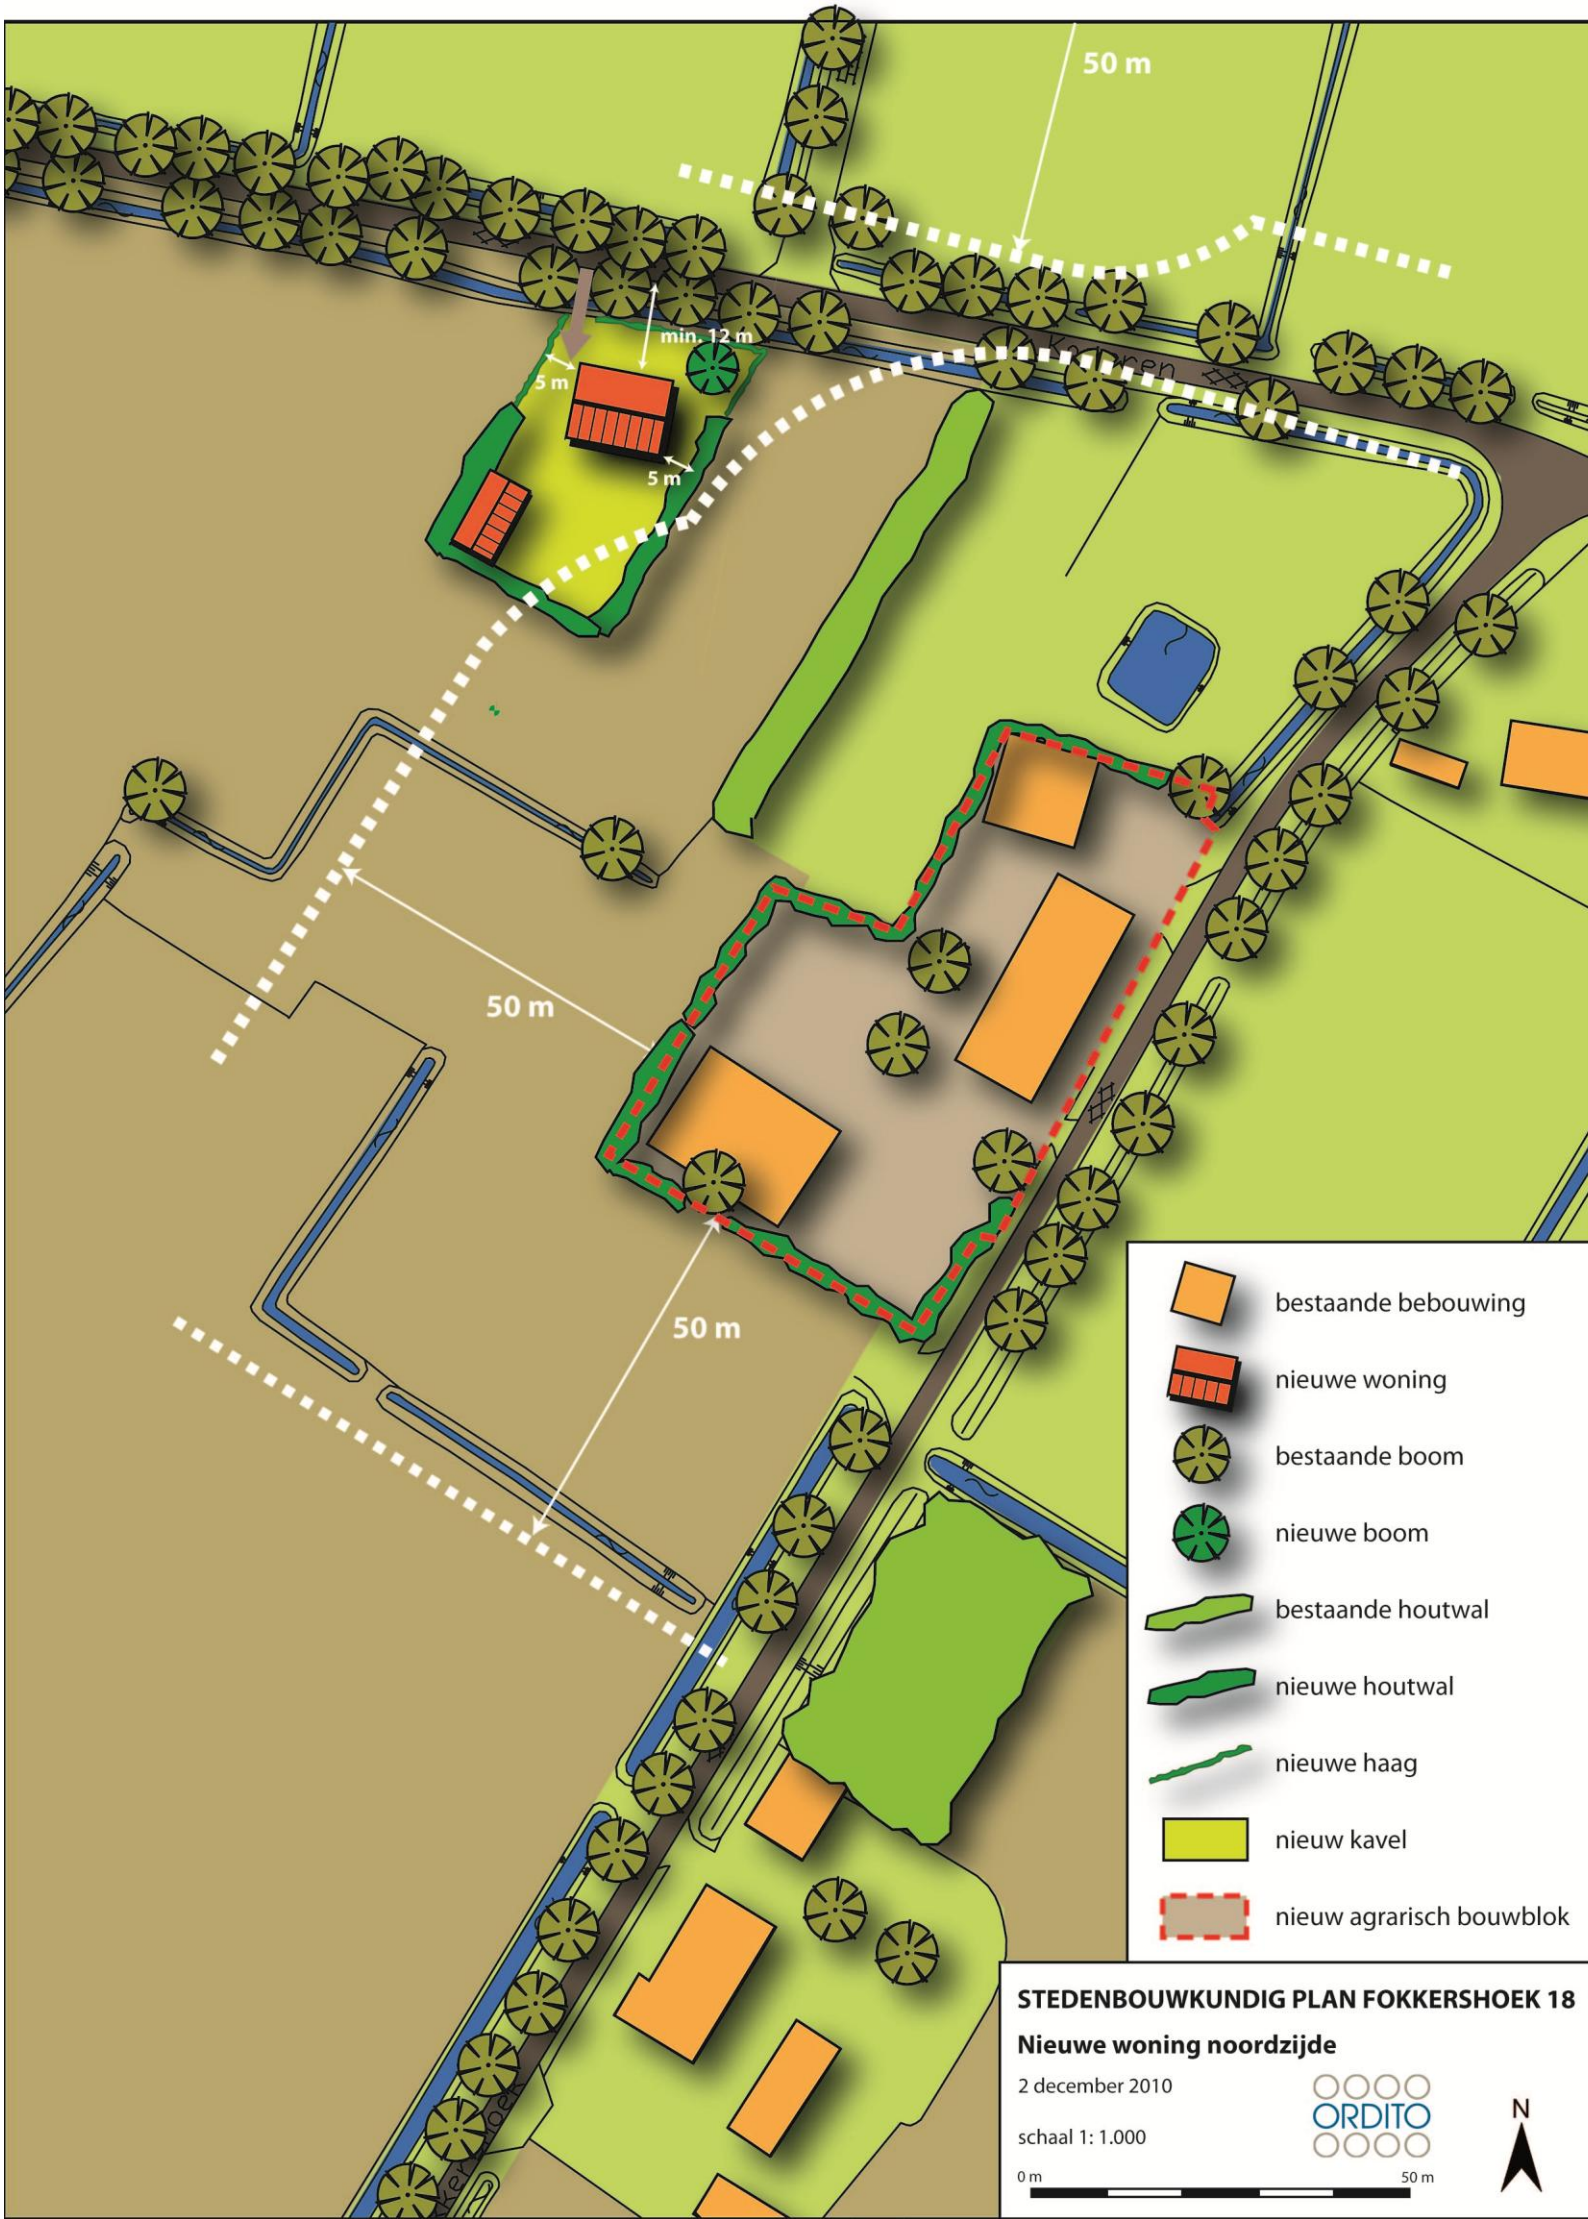 50 m
min. 12 m
5 m
5 m
50 m
50 m
bestaande bebouwing
nieuwe woning
bestaande boom
nieuwe boom
bestaande houtwal
nieuwe houtwal
nieuwe haag
nieuw kavel
nieuw agrarisch bouwblok
STEDENBOUWKUNDIG PLAN FOKKERSHOEK 18
Nieuwe woning noordzijde
2 december 2010
ORDITO
N
schaal 1: 1.000
0 m
50 m